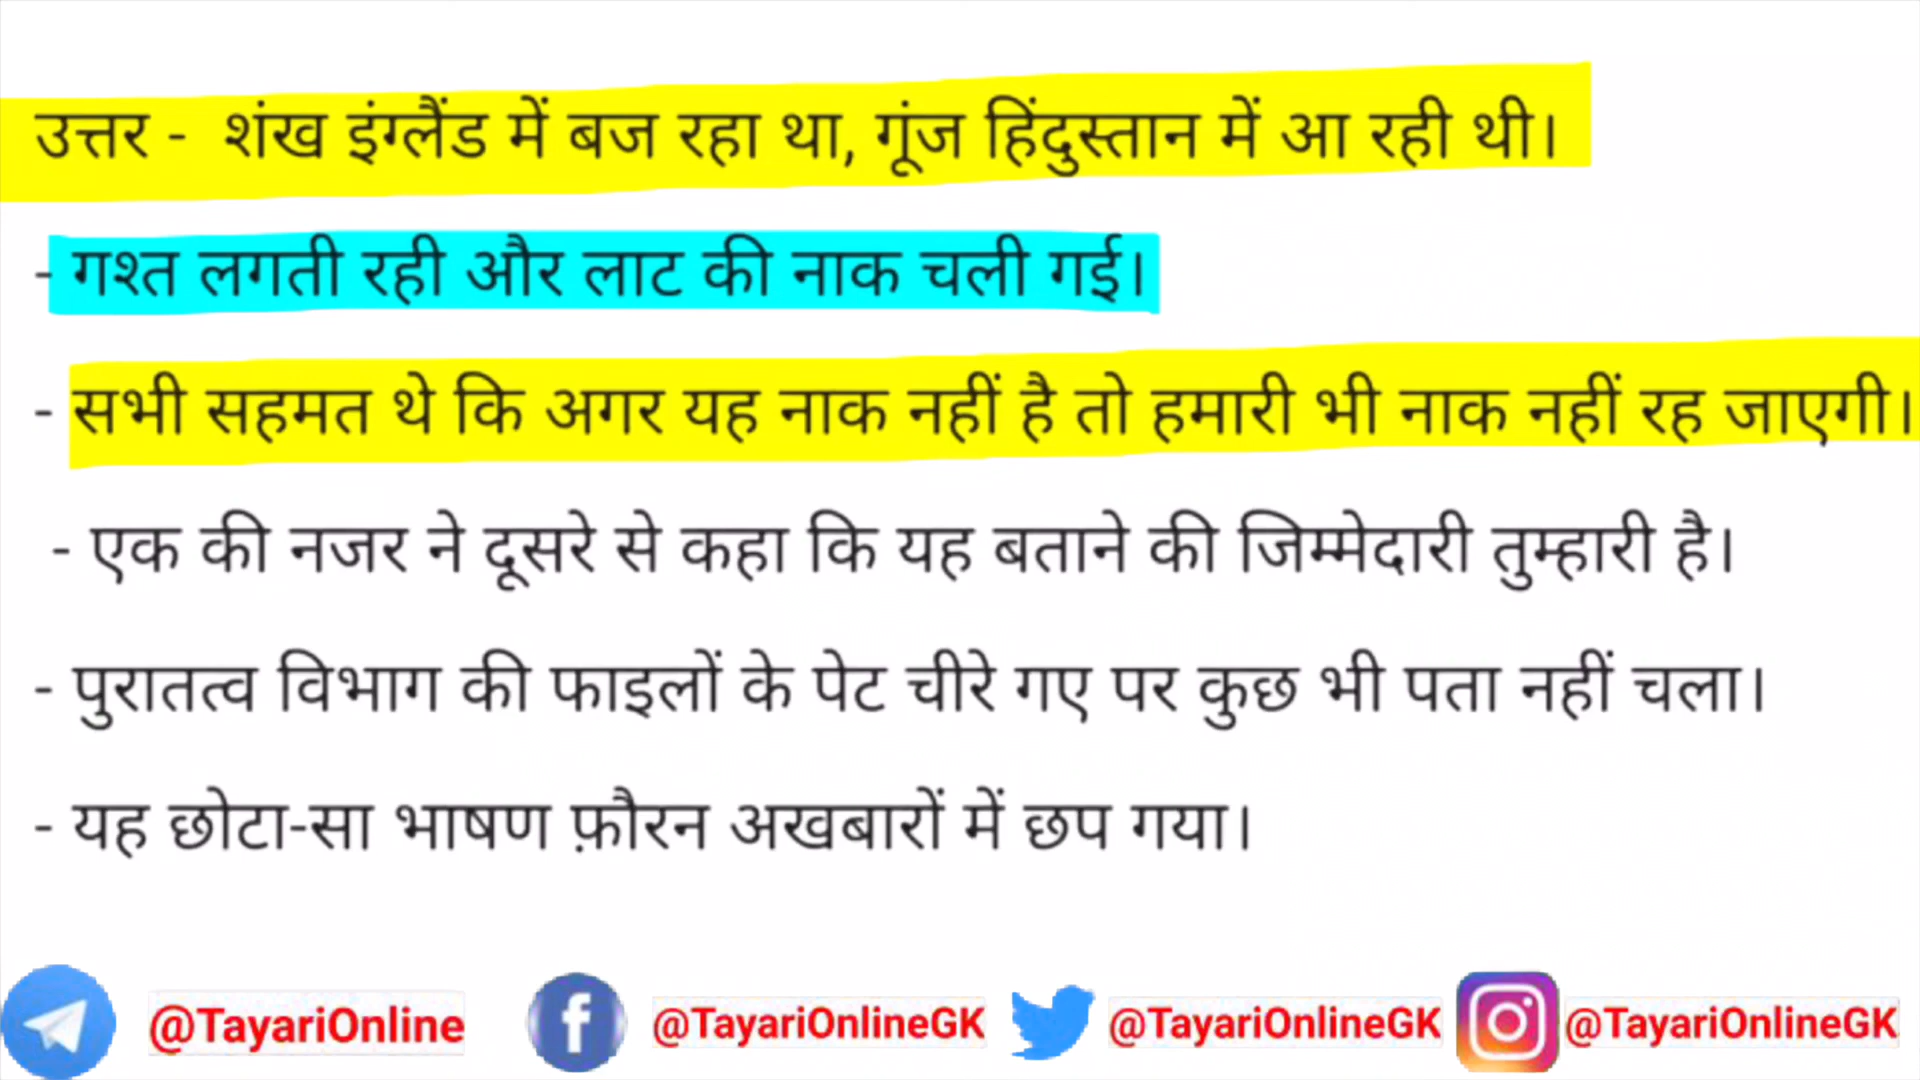 उत्तर - शंख इंग्लैंड में बज रहा था, गूंज हिंदुस्तान में आ रही थी।
- गश्त लगती रही और लाट की नाक चली गई।
- सभी सहमत थे कि अगर यह नाक नहीं है तो हमारी भी नाक नहीं रह जाएगी।
- एक की नजर ने दूसरे से कहा कि यह बताने की जिम्मेदारी तुम्हारी है।
- पुरातत्व विभाग की फाइलों के पेट चीरे गए पर कुछ भी पता नहीं चला।
- यह छोटा-सा भाषण फ़ौरन अखबारों में छप गया।
@TayariOnline @TayariOnlineGK @TayariOnlineGK @TayariOnlineGK